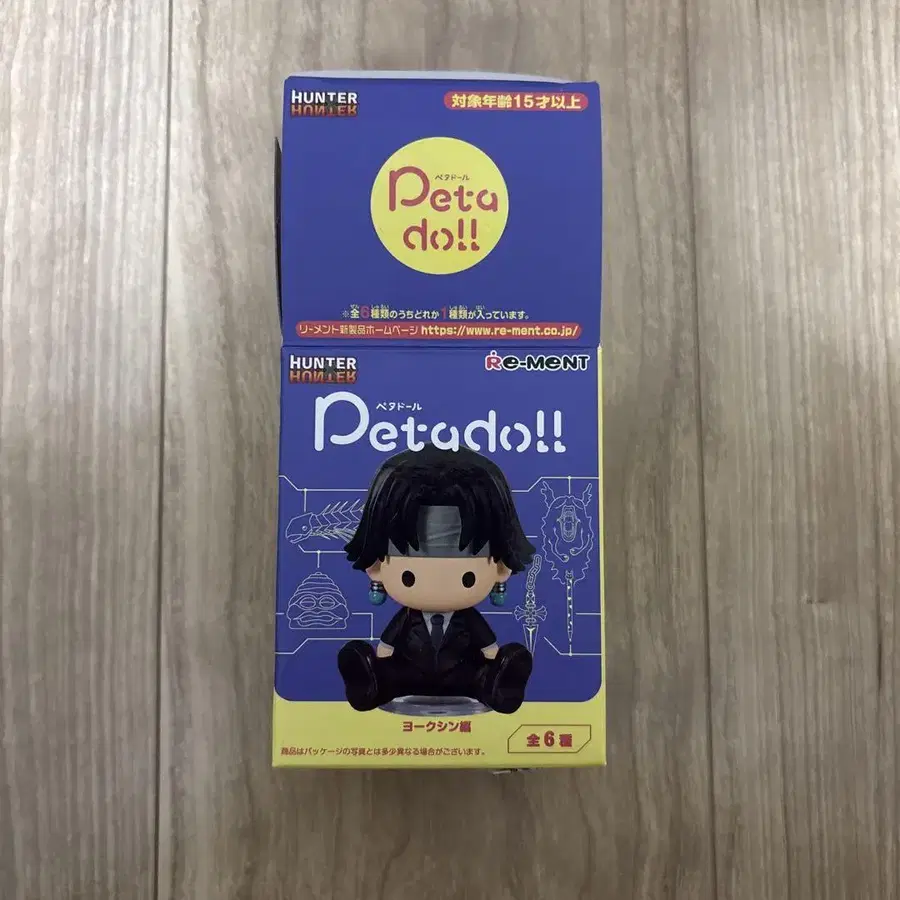 HUNTER
HUNTER
対象年齢15才以上
ペタドール
Peta
do!!
※全6種類のうちどれか1種類が入っています。
リーメント新製品ホームページ https://www.re-ment.co.jp/
HUNTER
HUNTER
Re-MeNT
ペタドール
Petado!!
ヨークシン編
全6種
商品はパッケージの写真とは多少異なる場合がございます。